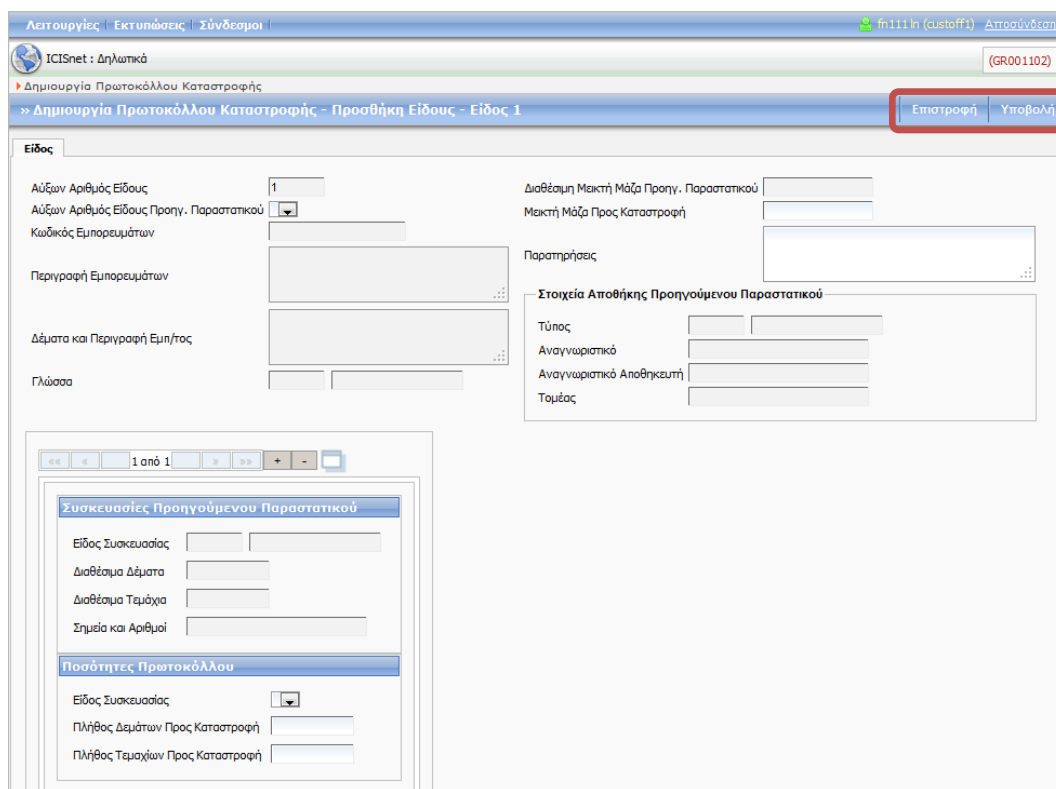 Λειτουργίες Εκτυπώσεις Σύνδεσμοι
fn111 ln (custoff1) Αποσύνδεση
ICISnet : Δηλωτικά
(GR001102)
Δημιουργία Πρωτοκόλλου Καταστροφής
» Δημιουργία Πρωτοκόλλου Καταστροφής - Προσθήκη Είδους - Είδος 1
Επιστροφή Υποβολή
Είδος
Αύξων Αριθμός Είδους 1
Αύξων Αριθμός Είδους Προηγ. Παραστατικού
Κωδικός Εμπορευμάτων
Περιγραφή Εμπορευμάτων
Δέματα και Περιγραφή Εμπ/τος
Γλώσσα
Διαθέσιμη Μεικτή Μάζα Προηγ. Παραστατικού
Μεικτή Μάζα Προς Καταστροφή
Παρατηρήσεις
Στοιχεία Αποθήκης Προηγούμενου Παραστατικού
Τύπος
Αναγνωριστικό
Αναγνωριστικό Αποθηκευτή
Τομέας
«« « 1 από 1 » »» + -
Συσκευασίες Προηγούμενου Παραστατικού
Είδος Συσκευασίας
Διαθέσιμα Δέματα
Διαθέσιμα Τεμάχια
Σημεία και Αριθμοί
Ποσότητες Πρωτοκόλλου
Είδος Συσκευασίας
Πλήθος Δεμάτων Προς Καταστροφή
Πλήθος Τεμαχίων Προς Καταστροφή